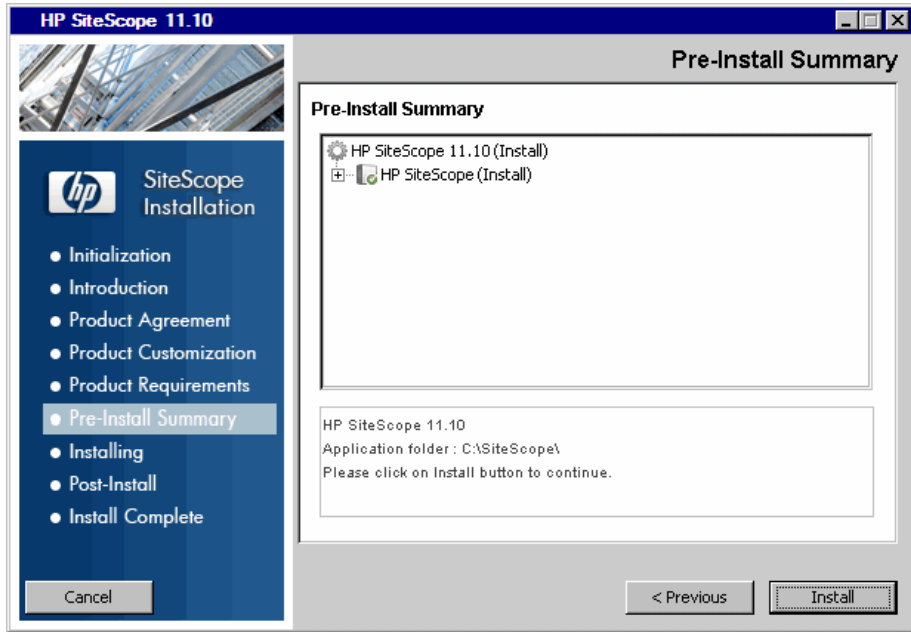 HP SiteScope 11.10
Pre-Install Summary
hp
SiteScope
Installation
Initialization
Introduction
Product Agreement
Product Customization
Product Requirements
Pre-Install Summary
Installing
Post-Install
Install Complete
Pre-Install Summary
HP SiteScope 11.10 (Install)
HP SiteScope (Install)
HP SiteScope 11.10
Application folder : C:\SiteScope\
Please click on Install button to continue.
Cancel
< Previous
Install